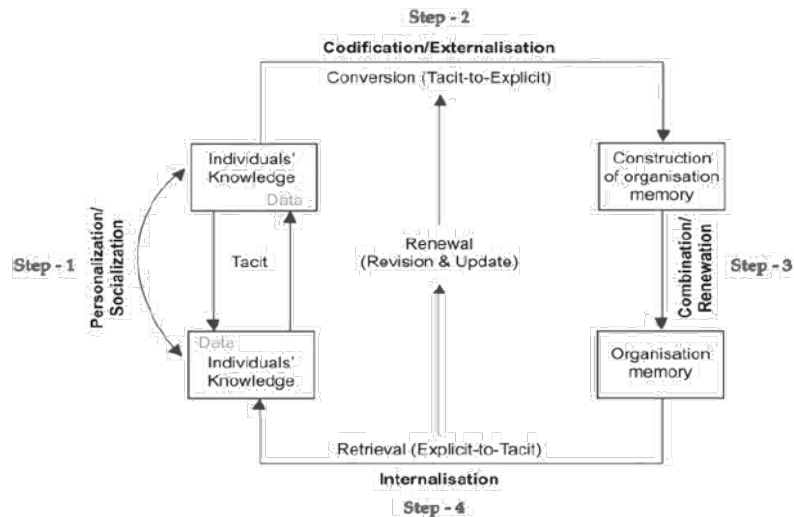 Step - 2
Codification/Externalisation
Conversion (Tacit-to-Explicit)
Individuals'
Knowledge
Data
Construction
of organisation
memory
Step - 1
Personalization/
Socialization
Tacit
Renewal
(Revision & Update)
Combination/
Renewation
Step - 3
Data
Individuals'
Knowledge
Organisation
memory
Retrieval (Explicit-to-Tacit)
Internalisation
Step - 4